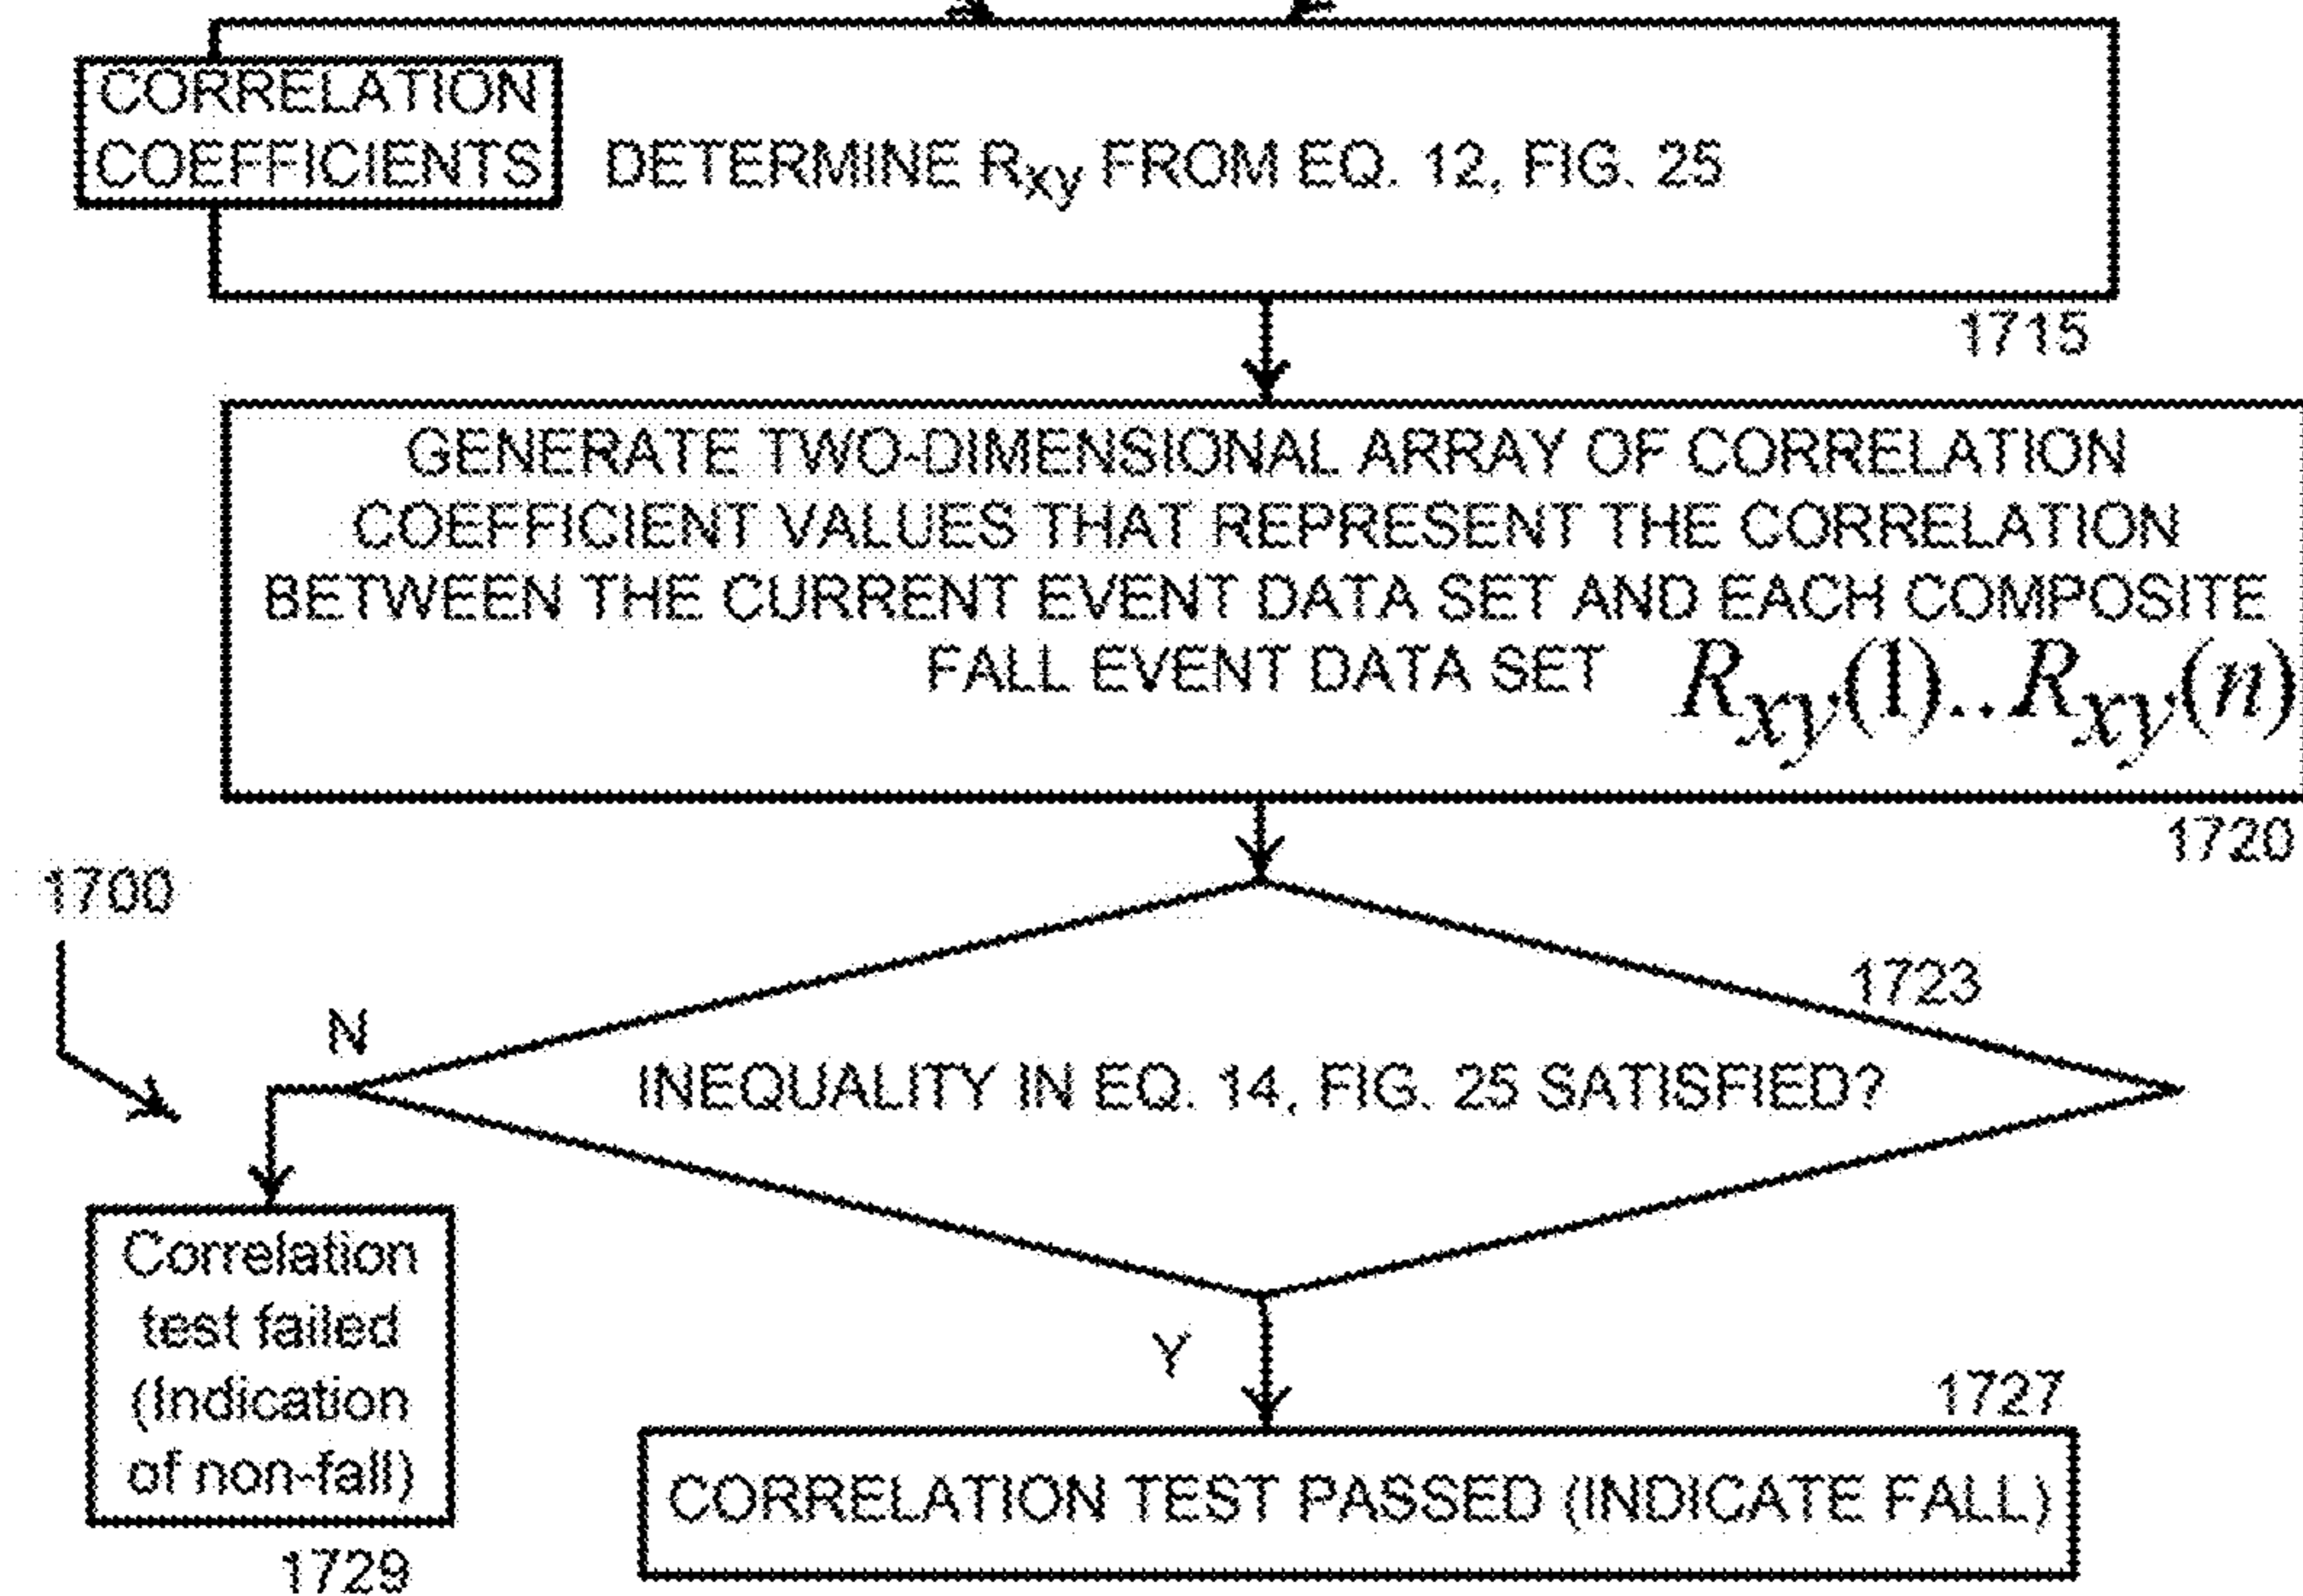 CORRELATION
COEFFICIENTS
DETERMINE Rxy FROM EQ. 12, FIG. 25
1715
GENERATE TWO-DIMENSIONAL ARRAY OF CORRELATION
COEFFICIENT VALUES THAT REPRESENT THE CORRELATION
BETWEEN THE CURRENT EVENT DATA SET AND EACH COMPOSITE
FALL EVENT DATA SET Rxy(1)..Rxy(n)
1720
1700
1723
N
INEQUALITY IN EQ. 14, FIG. 25 SATISFIED?
Correlation
test failed
(Indication
of non-fall)
1729
Y
1727
CORRELATION TEST PASSED (INDICATE FALL)